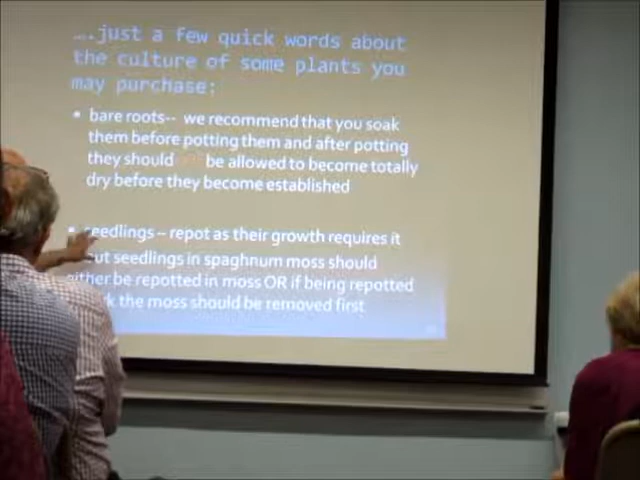 ....just a few quick words about
the culture of some plants you
may purchase:
• bare roots-- we recommend that you soak
them before potting them and after potting
they should be allowed to become totally
dry before they become established
• seedlings – repot as their growth requires it
seedlings in spaghnum moss should
be repotted in moss OR if being repotted
the moss should be removed first